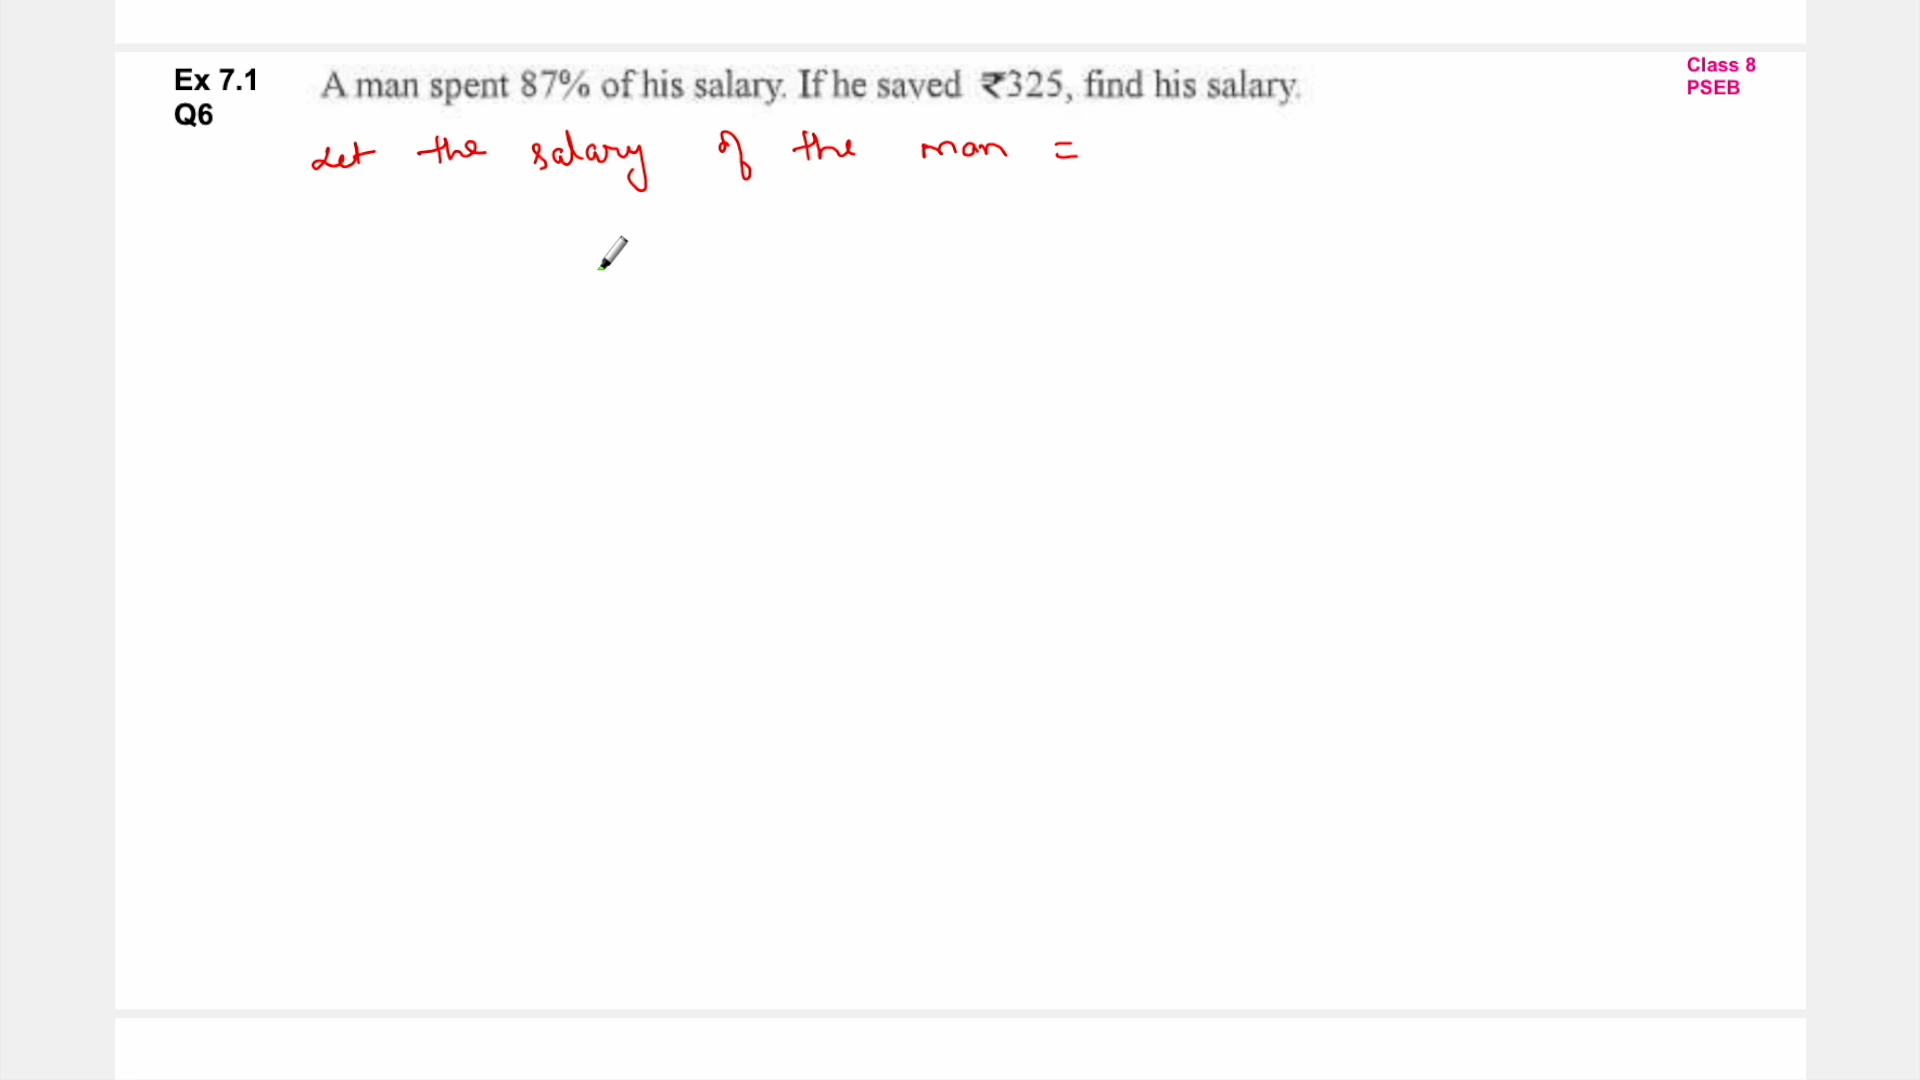 Ex 7.1
Q6
A man spent 87% of his salary. If he saved ₹325, find his salary.
Class 8
PSEB
Let the salary of the man =